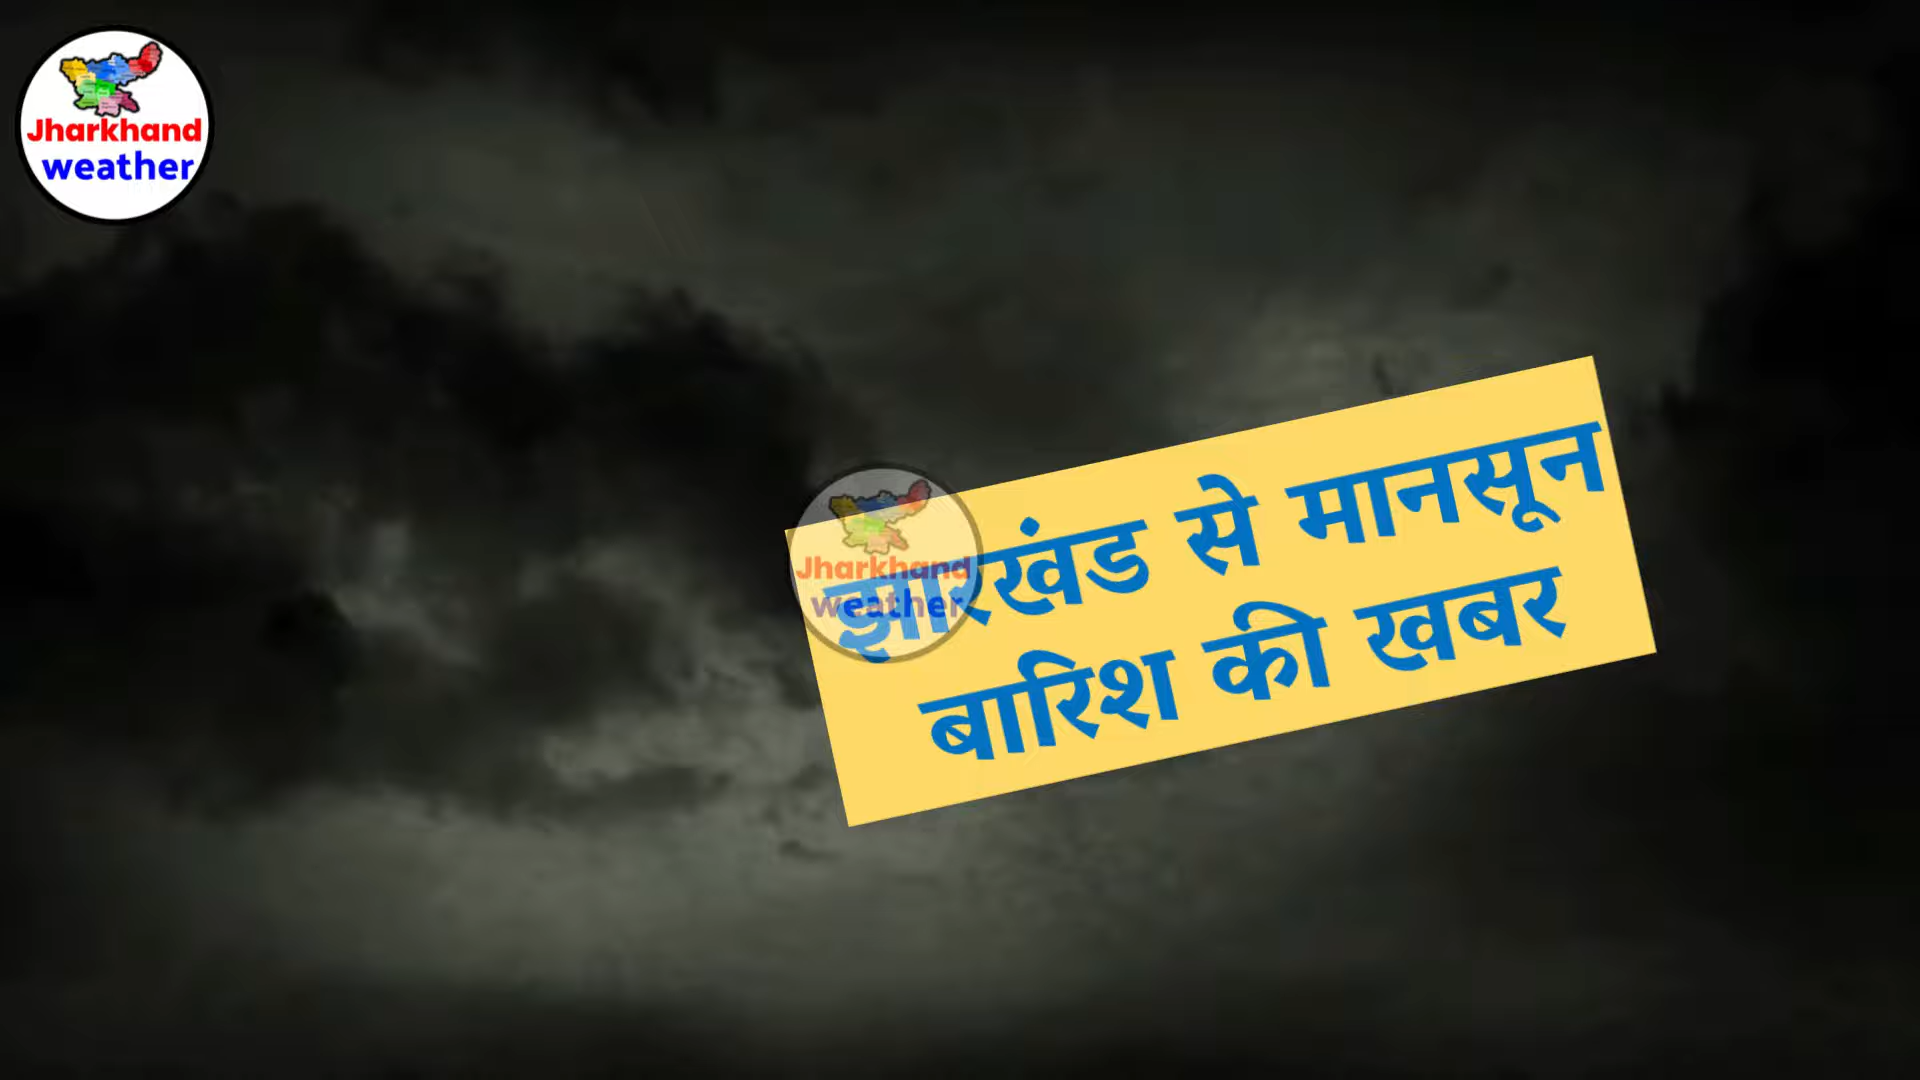 Jharkhand
weather
झारखंड से मानसून
बारिश की खबर
Jharkhand
weather